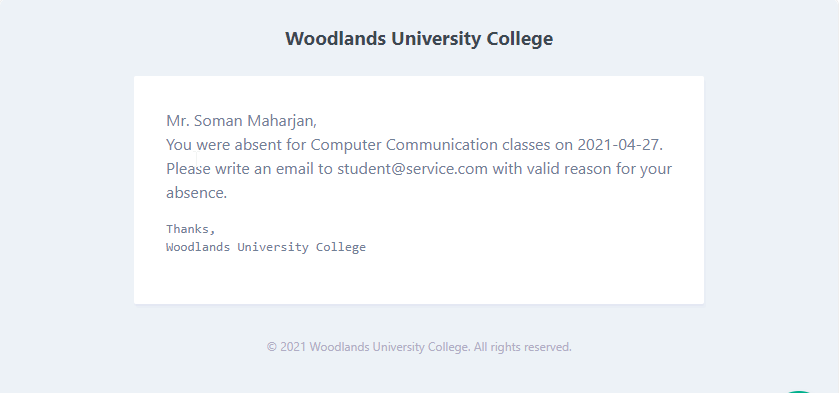 Woodlands University College
Mr. Soman Maharjan,
You were absent for Computer Communication classes on 2021-04-27.
Please write an email to student@service.com with valid reason for your
absence.
Thanks,
Woodlands University College
© 2021 Woodlands University College. All rights reserved.